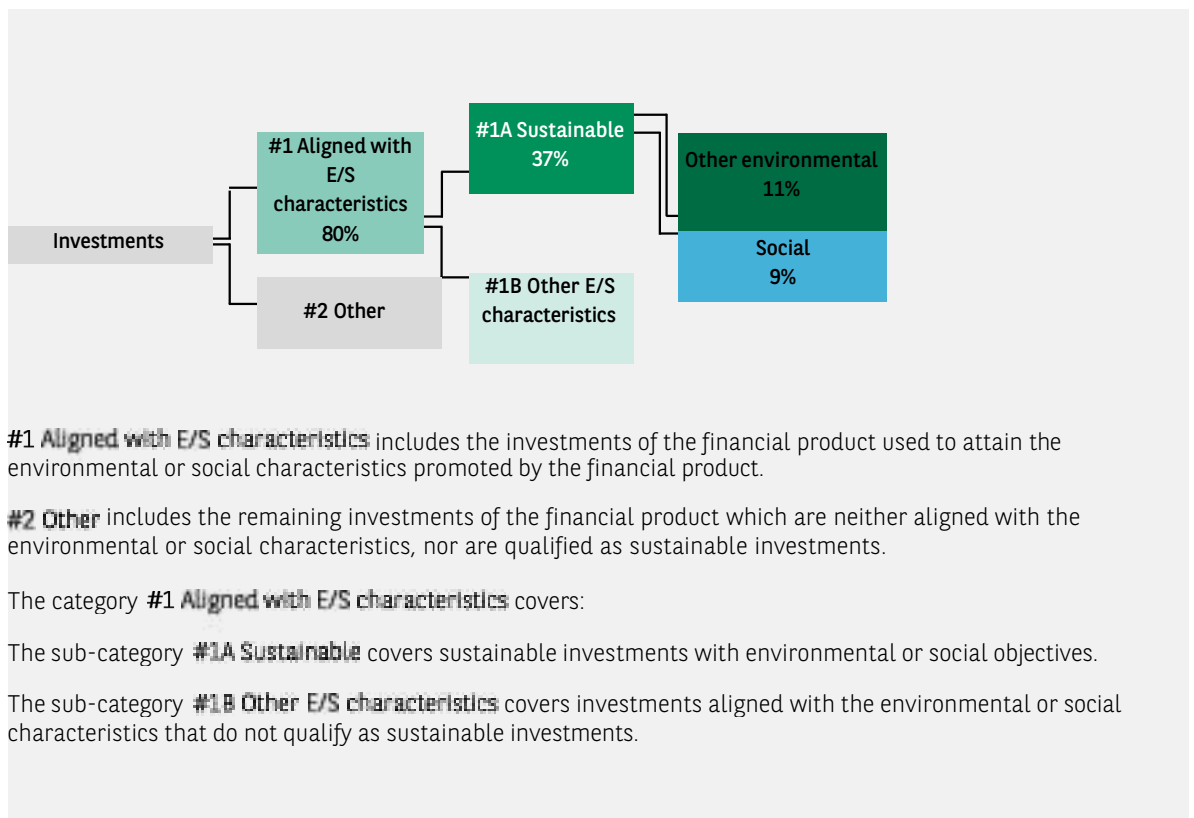 #1A Sustainable
37%
#1 Aligned with
E/S
characteristics
80%
Other environmental
11%
Investments
Social
9%
#2 Other
#1B Other E/S
characteristics
#1 Aligned with E/S characteristics includes the investments of the financial product used to attain the
environmental or social characteristics promoted by the financial product.
#2 Other includes the remaining investments of the financial product which are neither aligned with the
environmental or social characteristics, nor are qualified as sustainable investments.
The category #1 Aligned with E/S characteristics covers:
The sub-category #1A Sustainable covers sustainable investments with environmental or social objectives.
The sub-category #1B Other E/S characteristics covers investments aligned with the environmental or social
characteristics that do not qualify as sustainable investments.